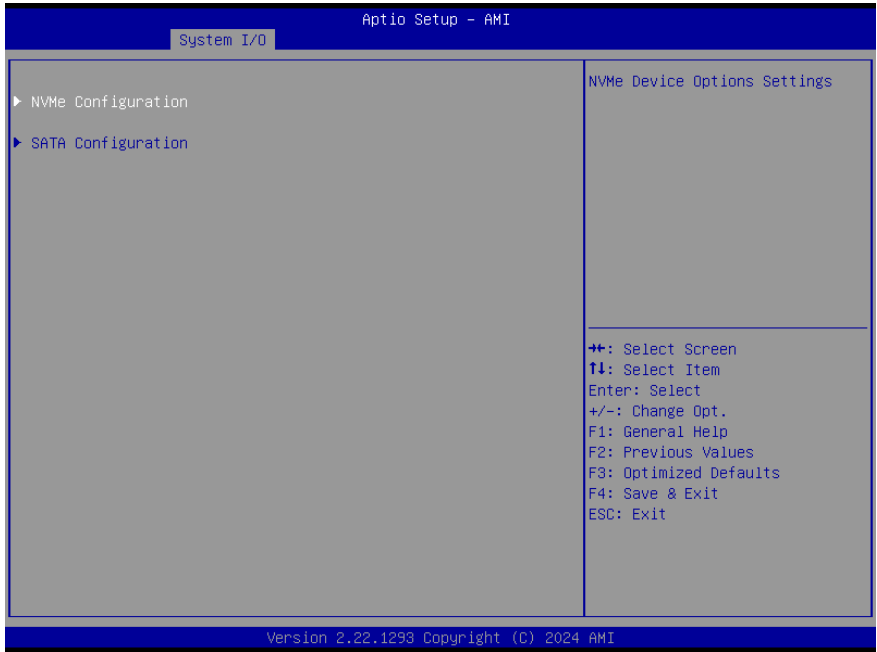 Aptio Setup – AMI
System I/O
▶ NVMe Configuration
▶ SATA Configuration
NVMe Device Options Settings
→←: Select Screen
↑↓: Select Item
Enter: Select
+/-: Change Opt.
F1: General Help
F2: Previous Values
F3: Optimized Defaults
F4: Save & Exit
ESC: Exit
Version 2.22.1293 Copyright (C) 2024 AMI